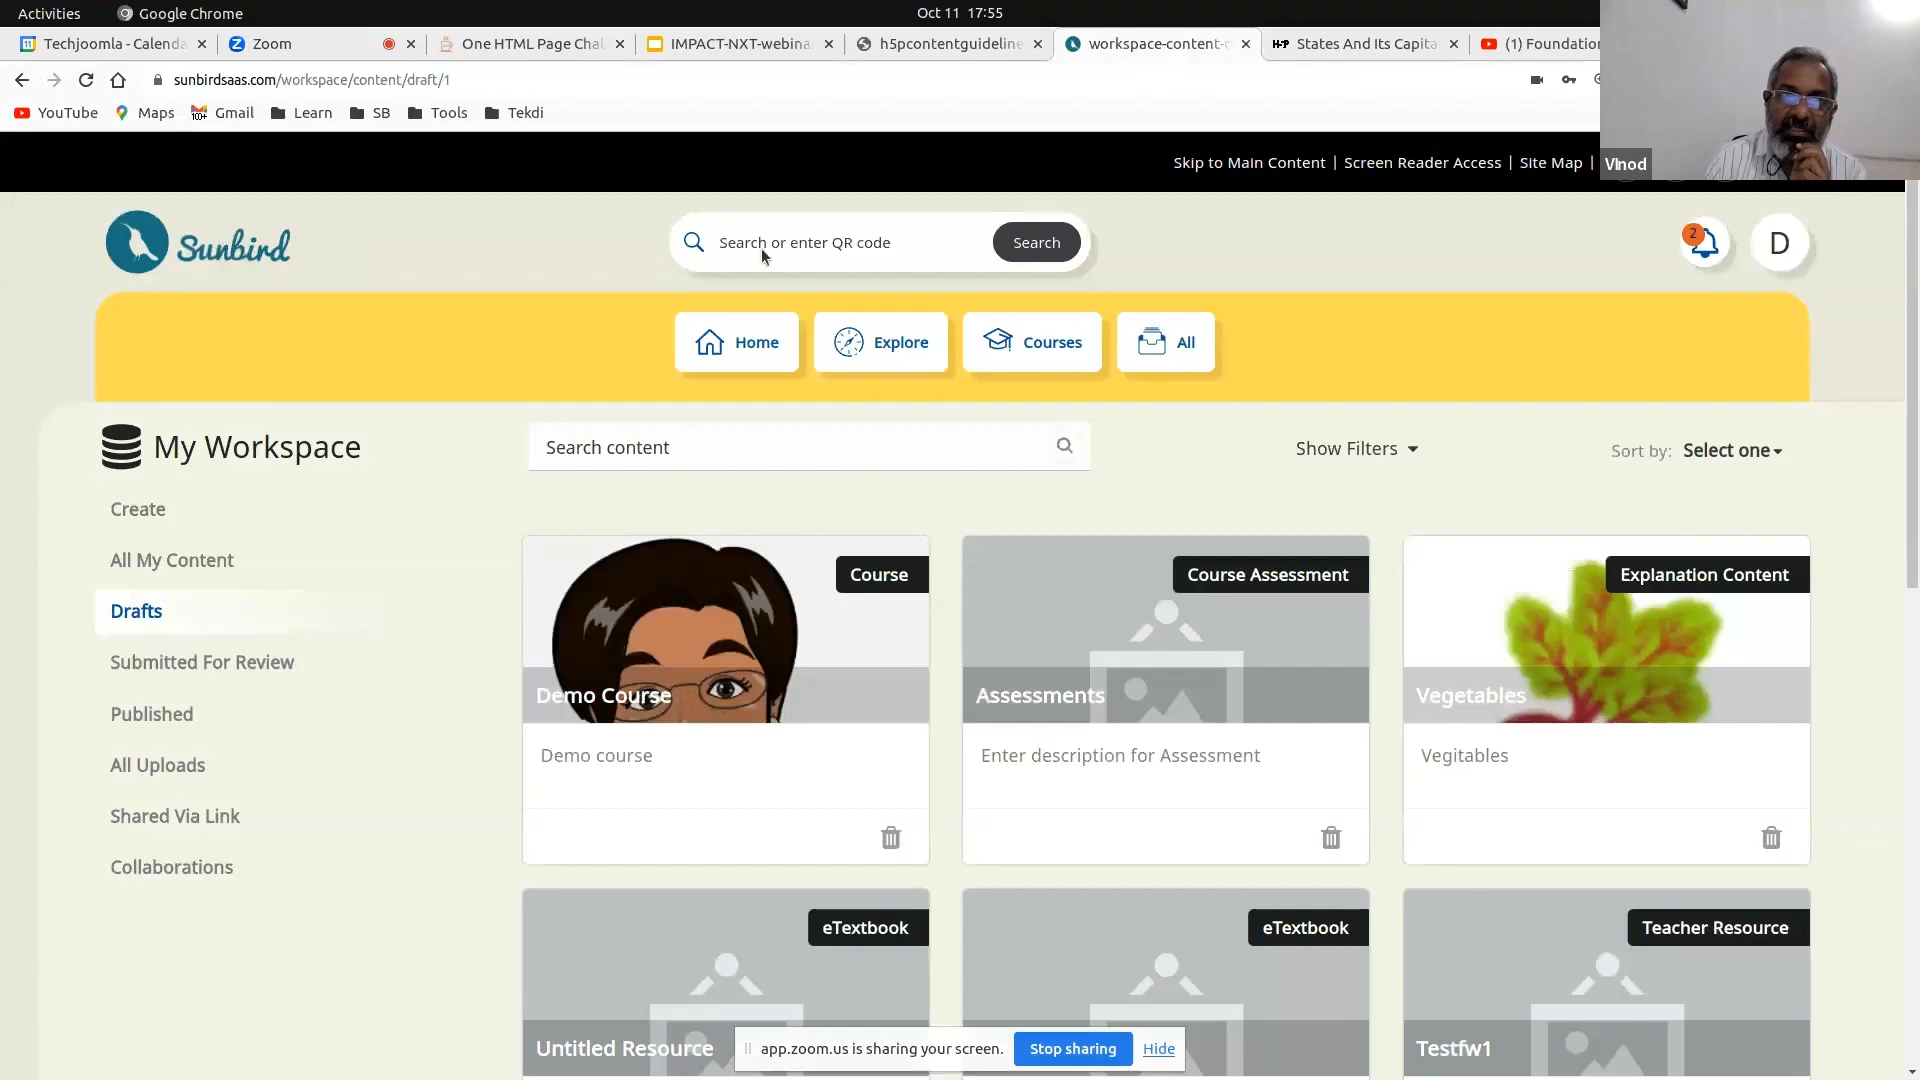 Activities
Google Chrome
Oct 11 17:55
Techjoomla - Calenda
Zoom
One HTML Page Chal
IMPACT-NXT-webina
h5pcontentguideline
workspace-content-
States And Its Capita
(1) Foundation
sunbirdsaas.com/workspace/content/draft/1
YouTube
Maps
Gmail
Learn
SB
Tools
Tekdi
Skip to Main Content | Screen Reader Access | Site Map |
VInod
Sunbird
Search or enter QR code
Search
2
D
Home
Explore
Courses
All
My Workspace
Search content
Show Filters
Sort by: Select one
Create
All My Content
Drafts
Submitted For Review
Published
All Uploads
Shared Via Link
Collaborations
Course
Demo Course
Demo course
Course Assessment
Assessments
Enter description for Assessment
Explanation Content
Vegetables
Vegitables
eTextbook
Untitled Resource
eTextbook
Teacher Resource
Testfw1
app.zoom.us is sharing your screen.
Stop sharing
Hide